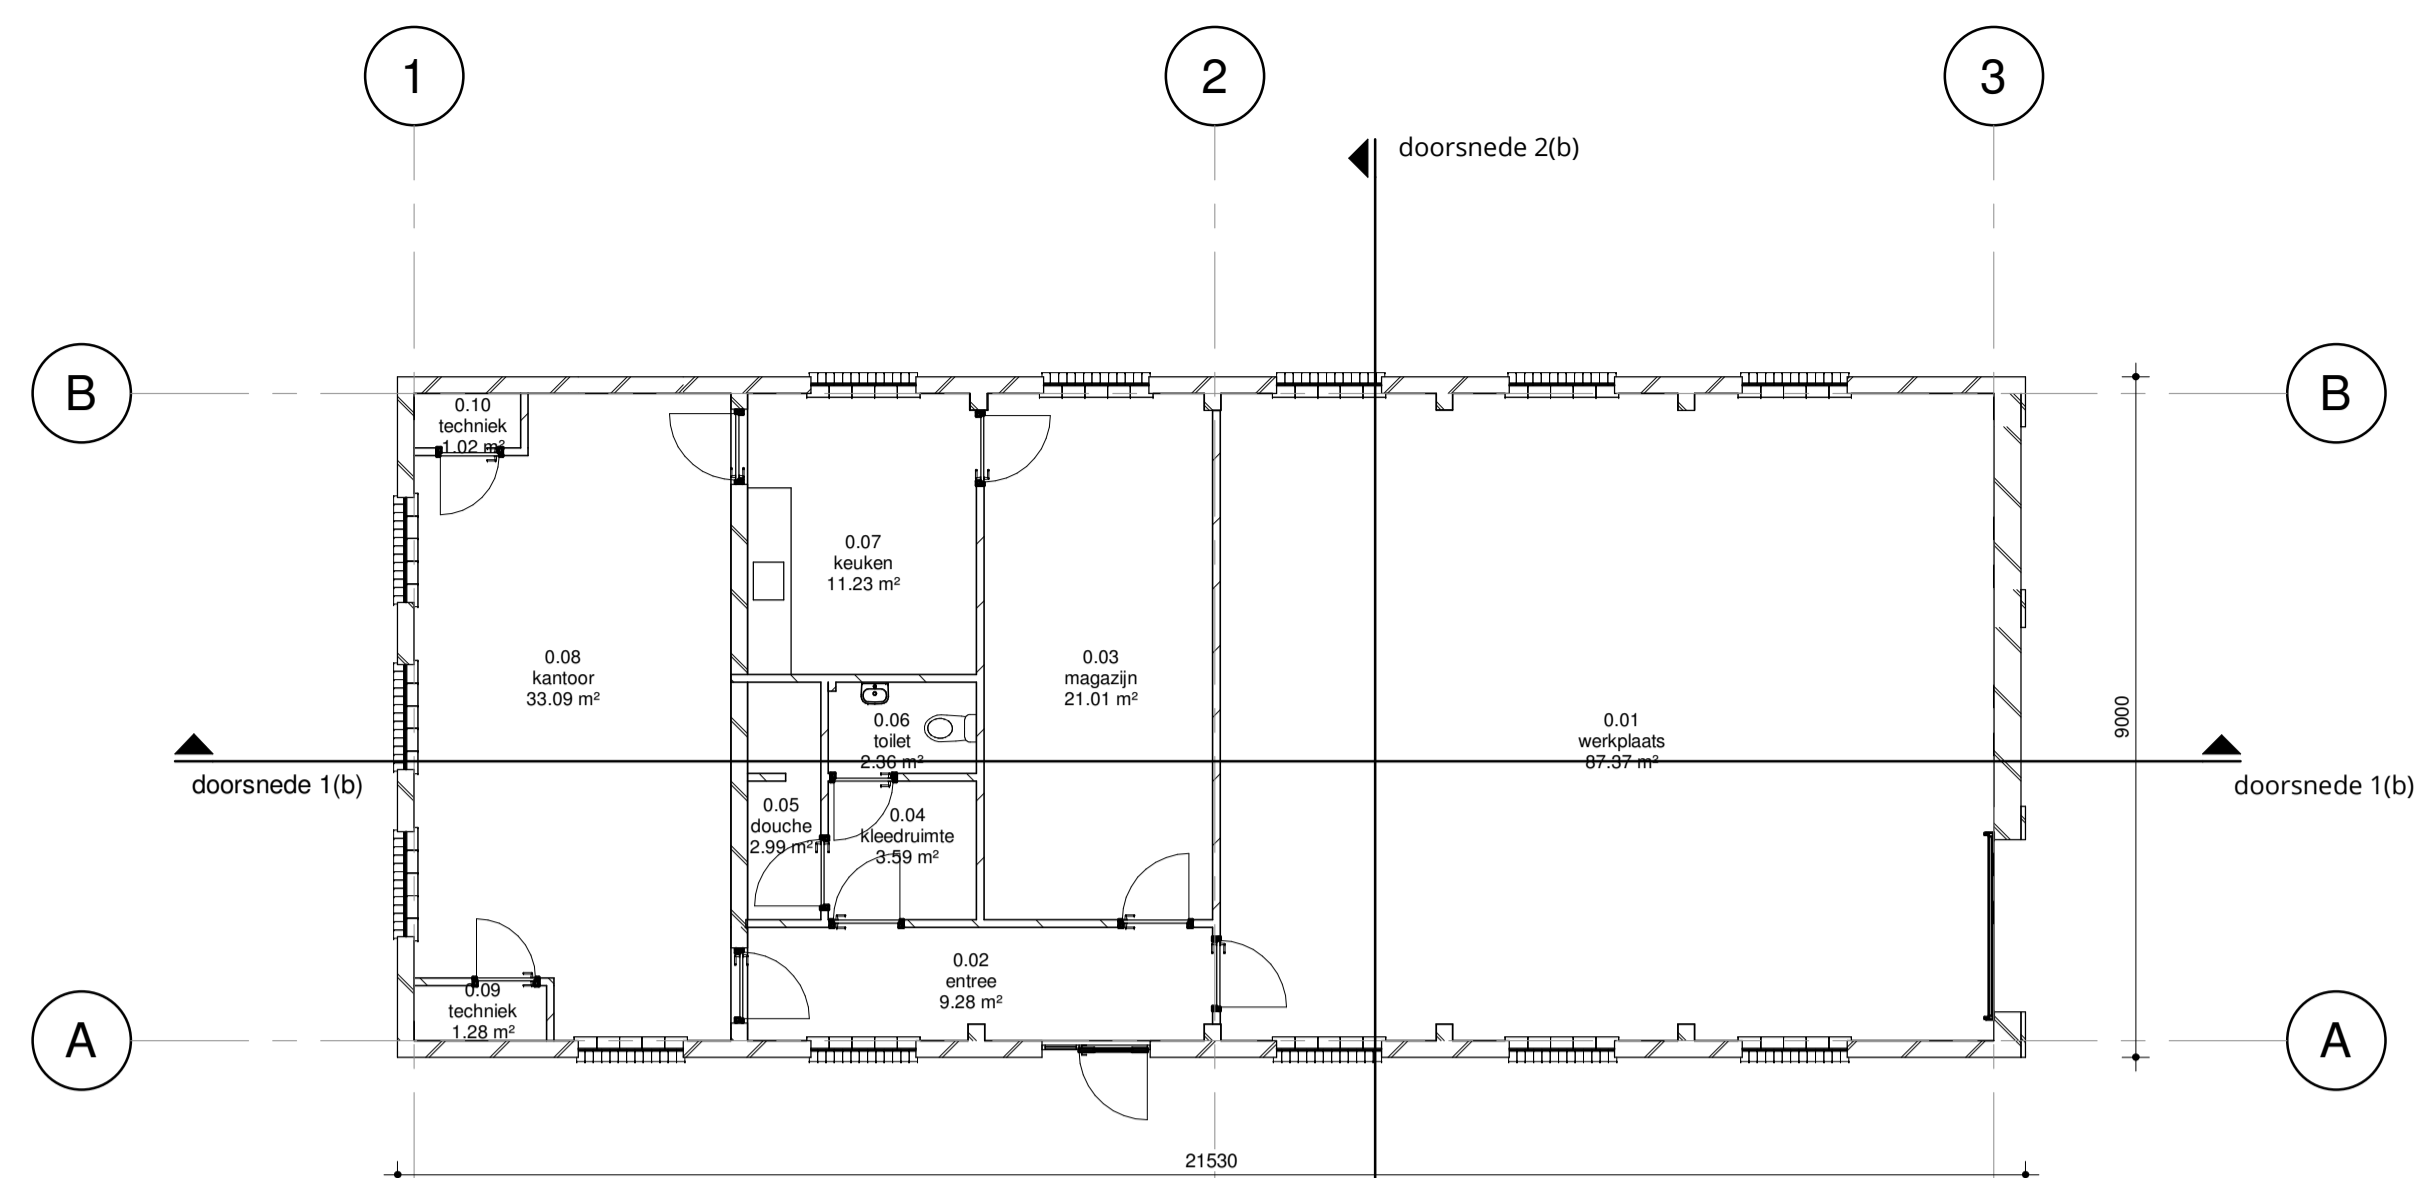 1
2
3
doorsnede 2(b)
B
B
0.10
techniek
1.02 m²
0.07
keuken
11.23 m²
0.08
kantoor
33.09 m²
0.03
magazijn
21.01 m²
0.06
toilet
2.36 m²
0.01
werkplaats
87.37 m²
9000
doorsnede 1(b)
doorsnede 1(b)
0.05
douche
2.99 m²
0.04
kleedruimte
3.59 m²
0.02
entree
9.28 m²
0.09
techniek
1.28 m²
A
A
21530